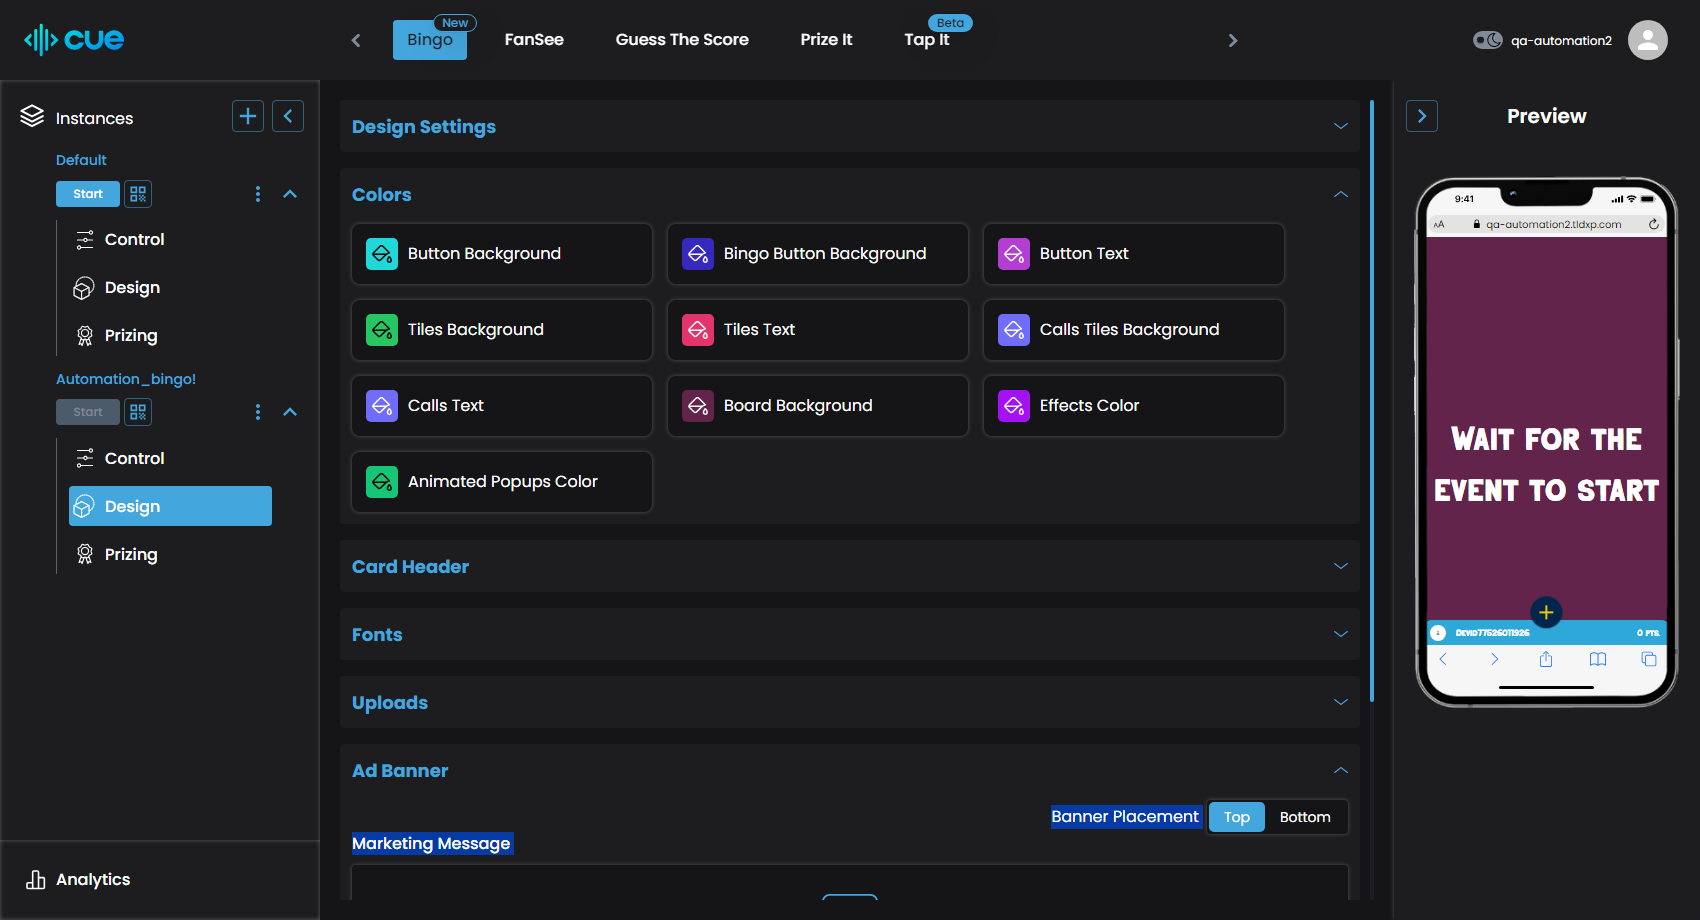 cue
Bingo
New
FanSee
Guess The Score
Prize It
Tap It
Beta
qa-automation2
Instances
Default
Start
Control
Design
Prizing
Automation_bingo!
Start
Control
Design
Prizing
Analytics
Design Settings
Colors
Button Background
Bingo Button Background
Button Text
Tiles Background
Tiles Text
Calls Tiles Background
Calls Text
Board Background
Effects Color
Animated Popups Color
Card Header
Fonts
Uploads
Ad Banner
Banner Placement
Top
Bottom
Marketing Message
Preview
9:41
AA
qa-automation2.tldxp.com
WAIT FOR THE
EVENT TO START
0 PTS.